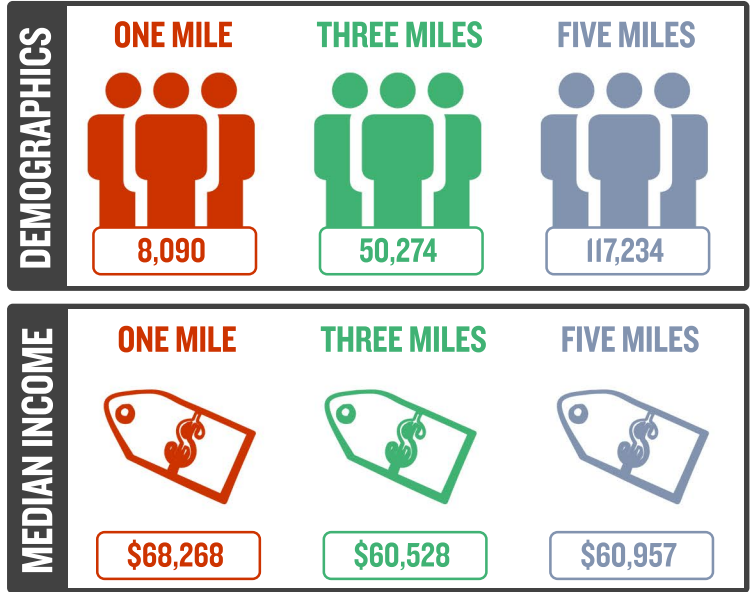 DEMOGRAPHICS
ONE MILE
THREE MILES
FIVE MILES
8,090
50,274
117,234
MEDIAN INCOME
ONE MILE
THREE MILES
FIVE MILES
$
$
$
$68,268
$60,528
$60,957